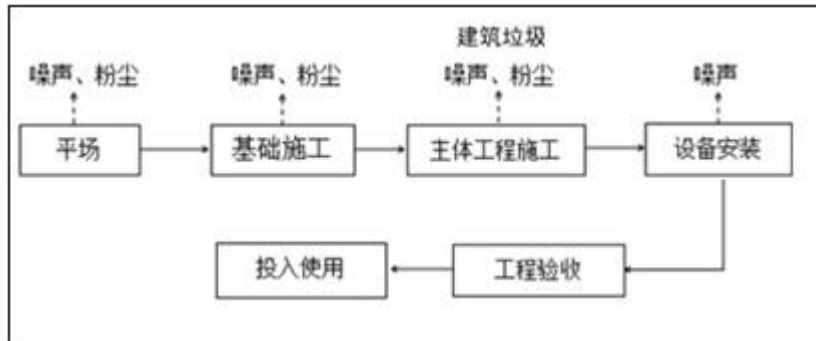 建筑垃圾
噪声、粉尘
噪声、粉尘
噪声、粉尘
噪声
平场
基础施工
主体工程施工
设备安装
投入使用
工程验收